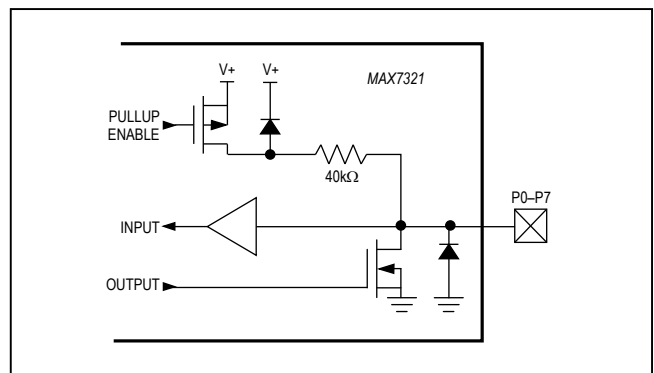 V+ V+
MAX7321
PULLUP
ENABLE
40kΩ
P0–P7
INPUT
OUTPUT